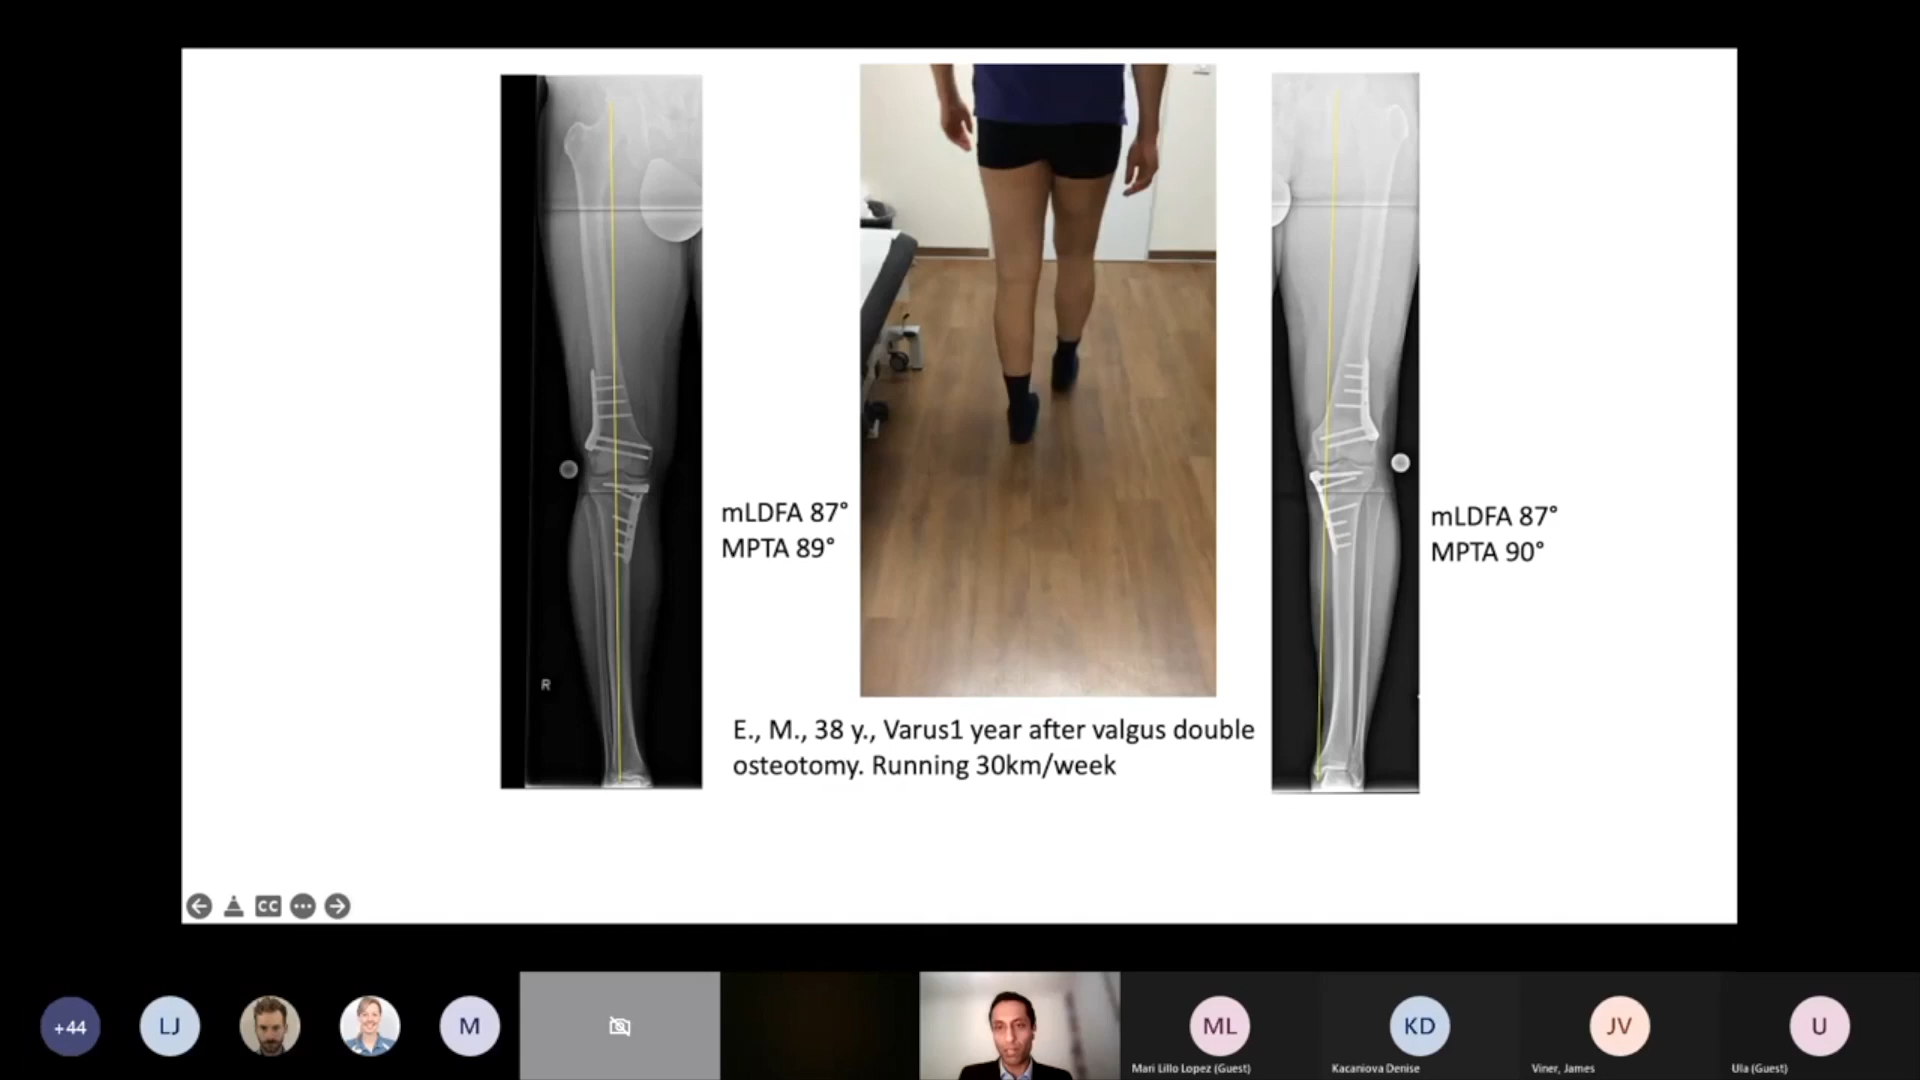 mLDFA 87°
MPTA 89°
mLDFA 87°
MPTA 90°
R
E., M., 38 y., Varus1 year after valgus double
osteotomy. Running 30km/week
CC
+44
LJ
M
ML
KD
JV
U
Mari Lillo Lopez (Guest)
Kacaniova Denise
Viner, James
Ula (Guest)